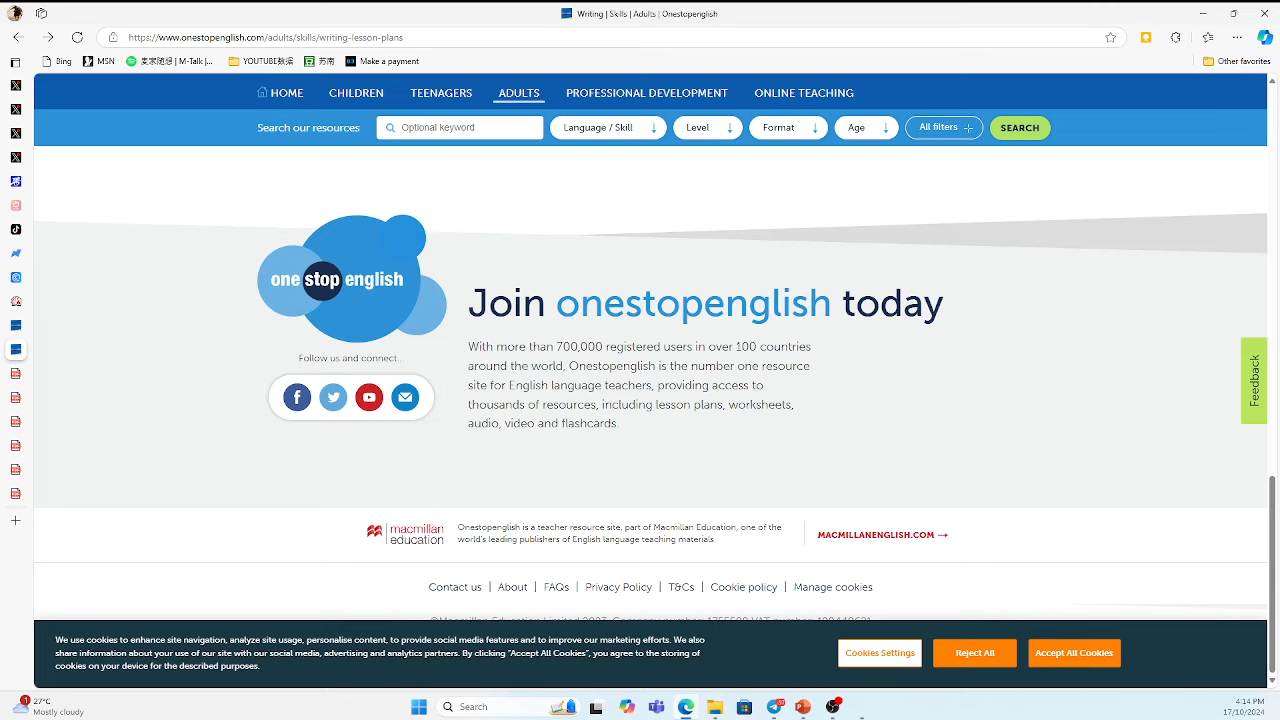 Writing | Skills | Adults | Onestopenglish
https://www.onestopenglish.com/adults/skills/writing-lesson-plans
Bing MSN 麦家随想 | M-Talk |... YOUTUBE数据 夯南 Make a payment Other favorites
HOME CHILDREN TEENAGERS ADULTS PROFESSIONAL DEVELOPMENT ONLINE TEACHING
Search our resources Optional keyword Language / Skill Level Format Age All filters SEARCH
one stop english
Join onestopenglish today
Follow us and connect...
With more than 700,000 registered users in over 100 countries
around the world, Onestopenglish is the number one resource
site for English language teachers, providing access to
thousands of resources, including lesson plans, worksheets,
audio, video and flashcards.
Feedback
macmillan
education
Onestopenglish is a teacher resource site, part of Macmillan Education, one of the
world's leading publishers of English language teaching materials.
MACMILLANENGLISH.COM
Contact us | About | FAQs | Privacy Policy | T&Cs | Cookie policy | Manage cookies
We use cookies to enhance site navigation, analyze site usage, personalise content, to provide social media features and to improve our marketing efforts. We also
share information about your use of our site with our social media, advertising and analytics partners. By clicking "Accept All Cookies", you agree to the storing of
cookies on your device for the described purposes.
Cookies Settings Reject All Accept All Cookies
1
27°C
Mostly cloudy
Search
4:14 PM
17/10/2024